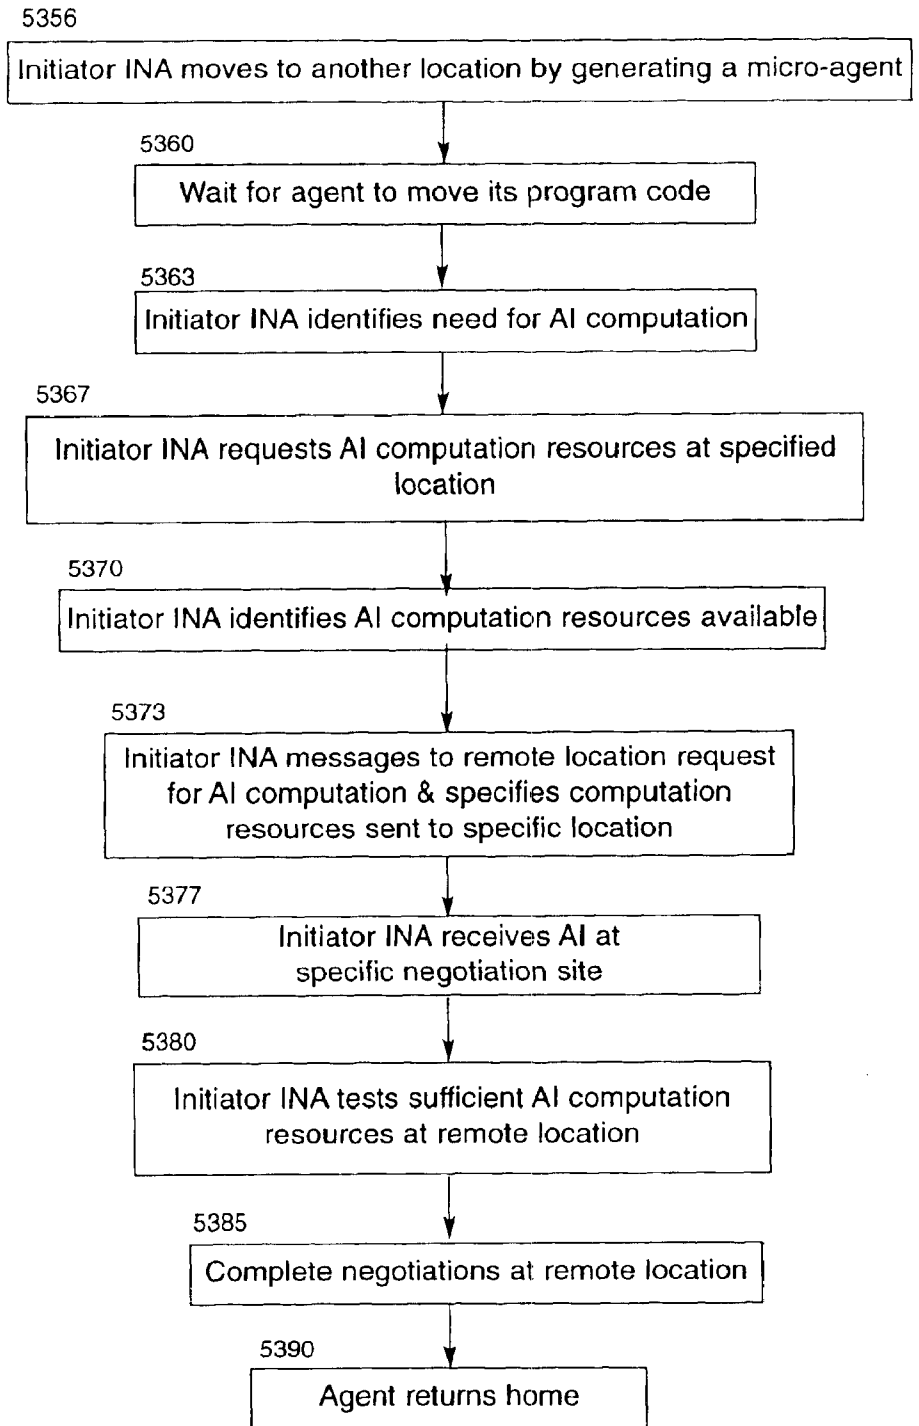 5356
Initiator INA moves to another location by generating a micro-agent
5360
Wait for agent to move its program code
5363
Initiator INA identifies need for AI computation
5367
Initiator INA requests AI computation resources at specified
location
5370
Initiator INA identifies AI computation resources available
5373
Initiator INA messages to remote location request
for AI computation & specifies computation
resources sent to specific location
5377
Initiator INA receives AI at
specific negotiation site
5380
Initiator INA tests sufficient AI computation
resources at remote location
5385
Complete negotiations at remote location
5390
Agent returns home